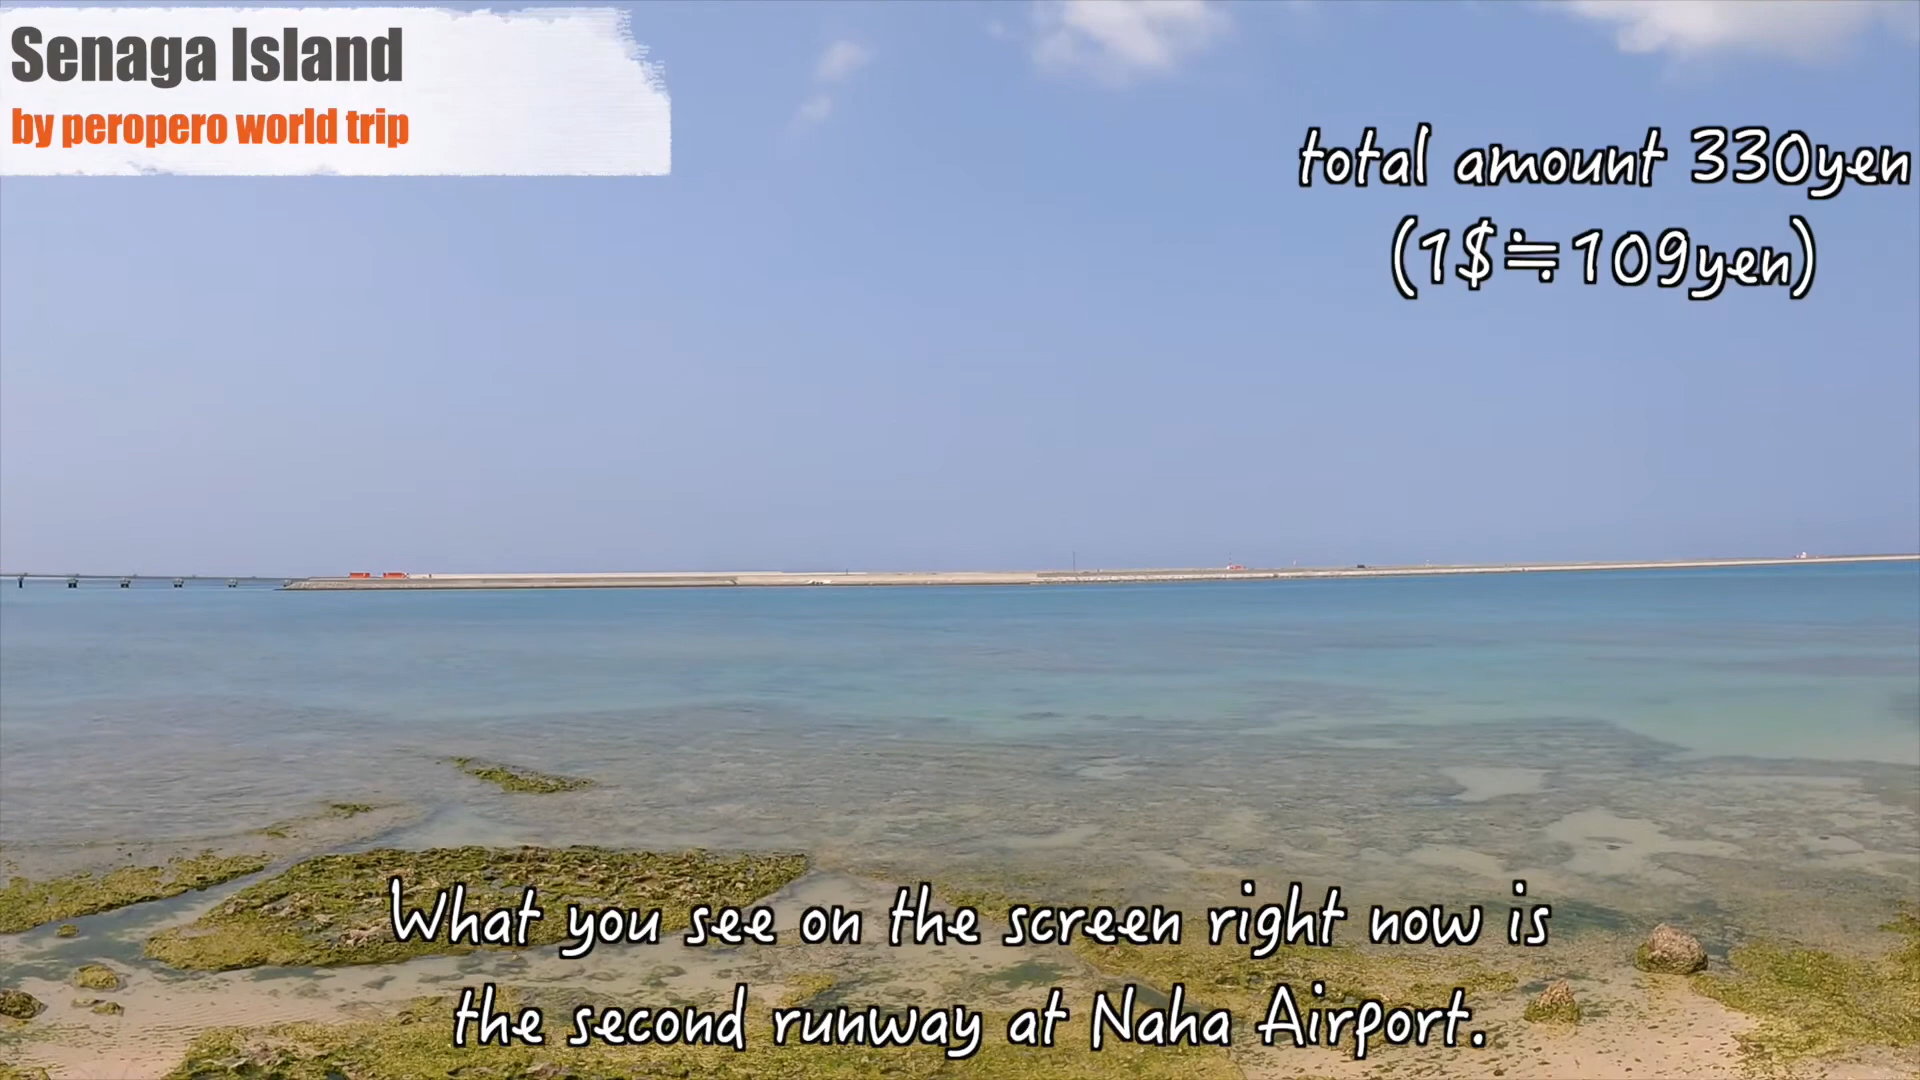 Senaga Island
by peropero world trip
total amount 330yen
(1$≒109yen)
What you see on the screen right now is
the second runway at Naha Airport.